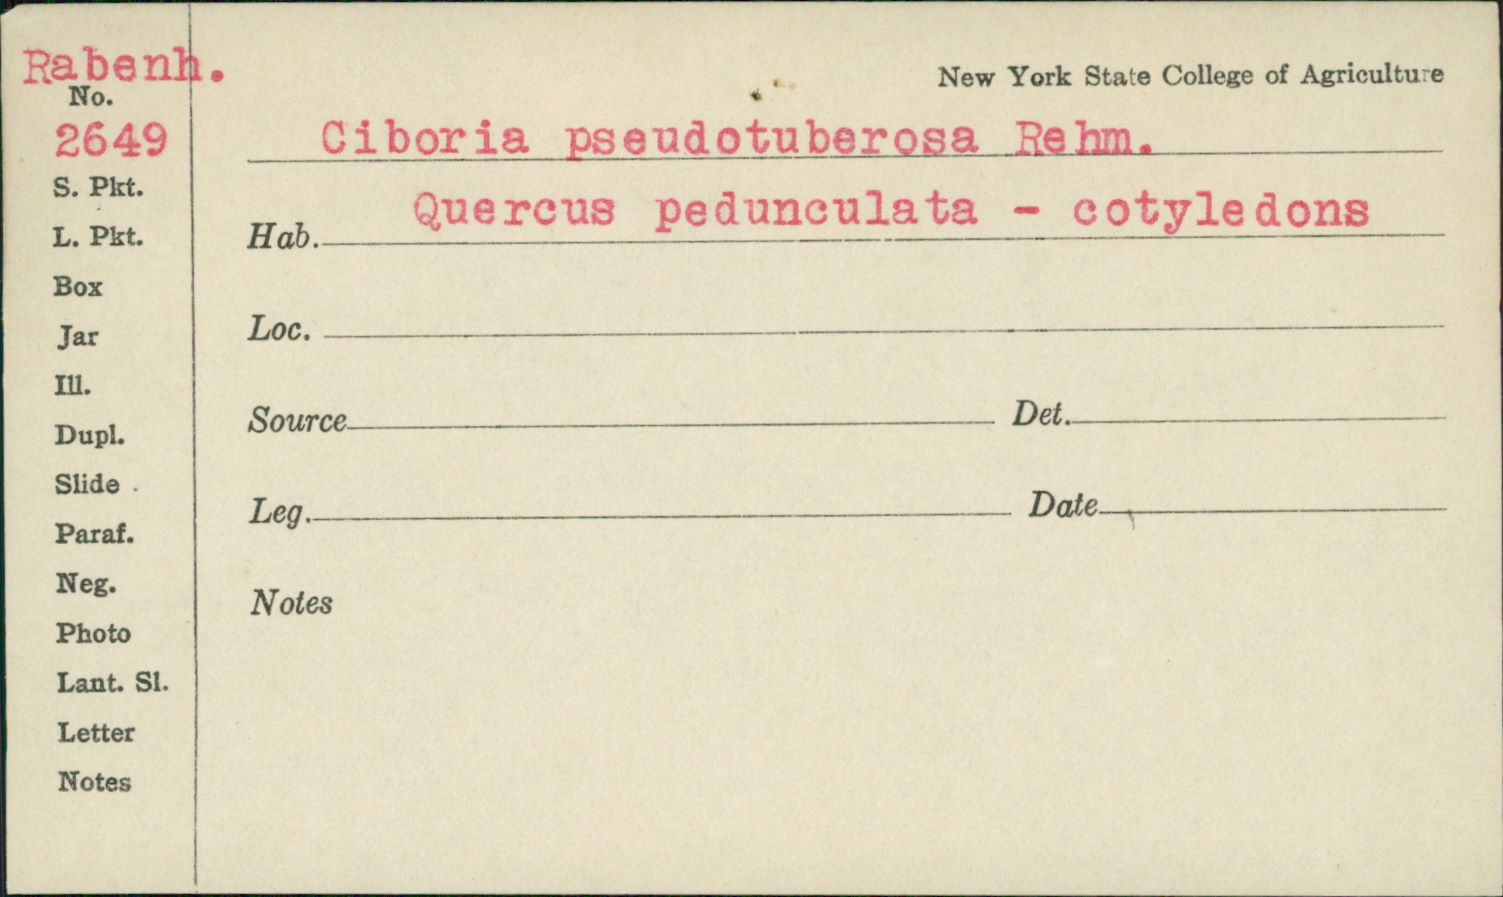 Rabenh.
No.
2649
S. Pkt.
L. Pkt.
Box
Jar
Ill.
Dupl.
Slide
Paraf.
Neg.
Photo
Lant. Sl.
Letter
Notes
New York State College of Agriculture
Ciboria pseudotuberosa Rehm.
Hab. Quercus pedunculata - cotyledons
Loc.
Source Det.
Leg. Date
Notes